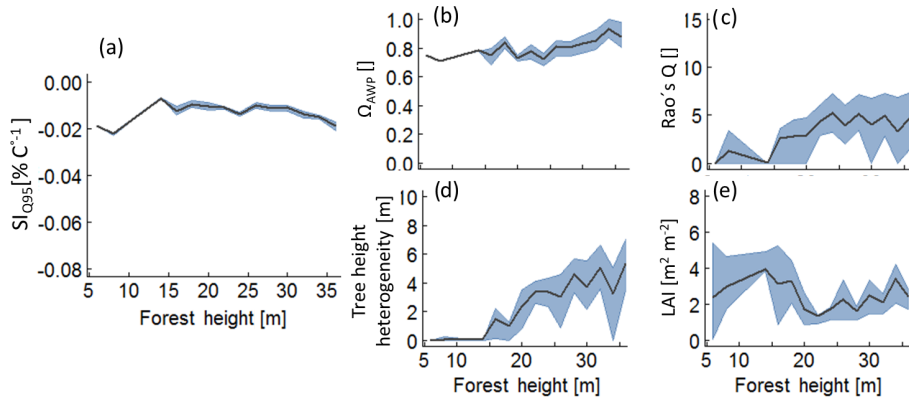 (a)
0.00
-0.02
-0.04
-0.06
-0.08
SI_Q95 [% C°⁻¹]
5 10 15 20 25 30 35
Forest height [m]
(b)
1.0
0.8
0.6
0.4
0.2
0.0
Ω_AWP []
(c)
15
10
5
0
Rao´s Q []
(d)
10
8
6
4
2
0
Tree height
heterogeneity [m]
5 10 20 30
Forest height [m]
(e)
8
6
4
2
0
LAI [m² m⁻²]
5 10 20 30
Forest height [m]